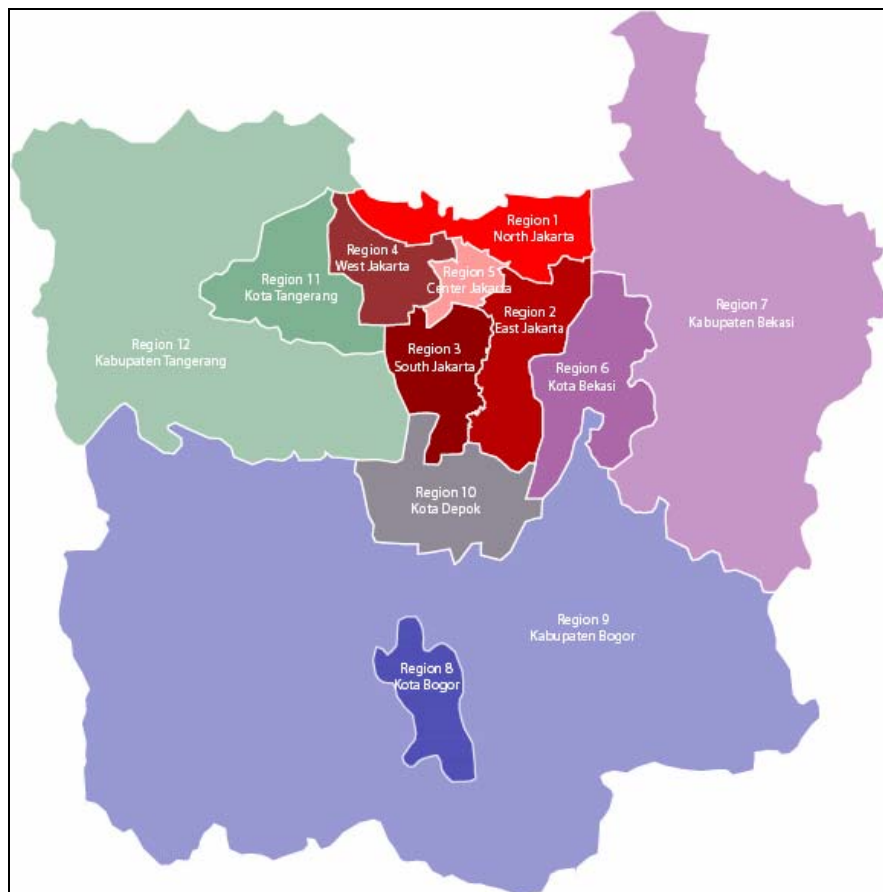 Region 1
North Jakarta
Region 4
West Jakarta
Region 5
Center Jakarta
Region 11
Kota Tangerang
Region 2
East Jakarta
Region 7
Kabupaten Bekasi
Region 12
Kabupaten Tangerang
Region 3
South Jakarta
Region 6
Kota Bekasi
Region 10
Kota Depok
Region 9
Kabupaten Bogor
Region 8
Kota Bogor